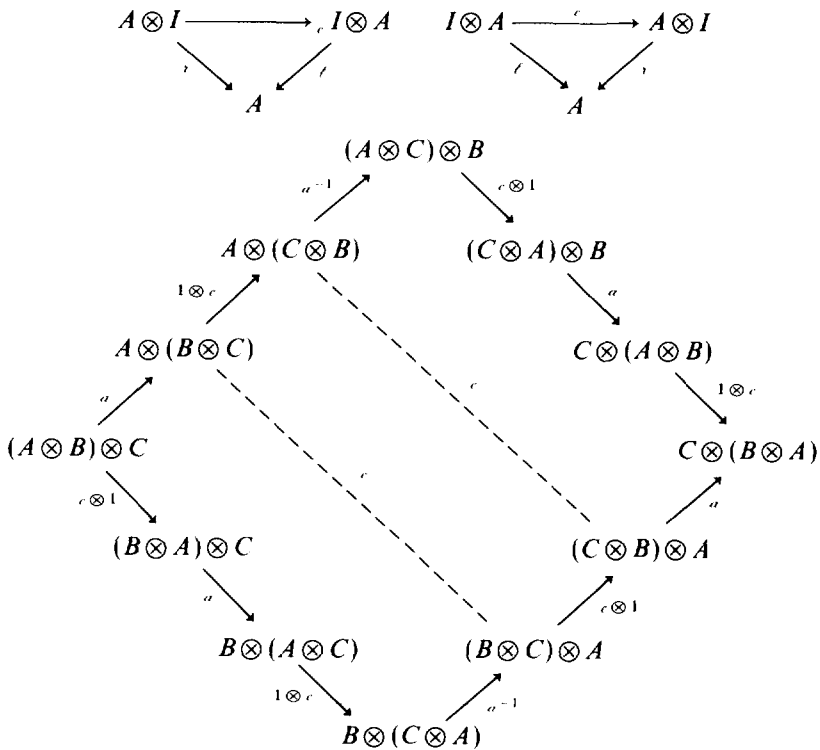 A ⊗ I c I ⊗ A I ⊗ A c A ⊗ I
r ℓ ℓ r
A A
(A ⊗ C) ⊗ B
a⁻¹ c ⊗ 1
A ⊗ (C ⊗ B) (C ⊗ A) ⊗ B
1 ⊗ c a
A ⊗ (B ⊗ C) C ⊗ (A ⊗ B)
a c 1 ⊗ c
(A ⊗ B) ⊗ C C ⊗ (B ⊗ A)
c ⊗ 1 c a
(B ⊗ A) ⊗ C (C ⊗ B) ⊗ A
a c ⊗ 1
B ⊗ (A ⊗ C) (B ⊗ C) ⊗ A
1 ⊗ c a⁻¹
B ⊗ (C ⊗ A)